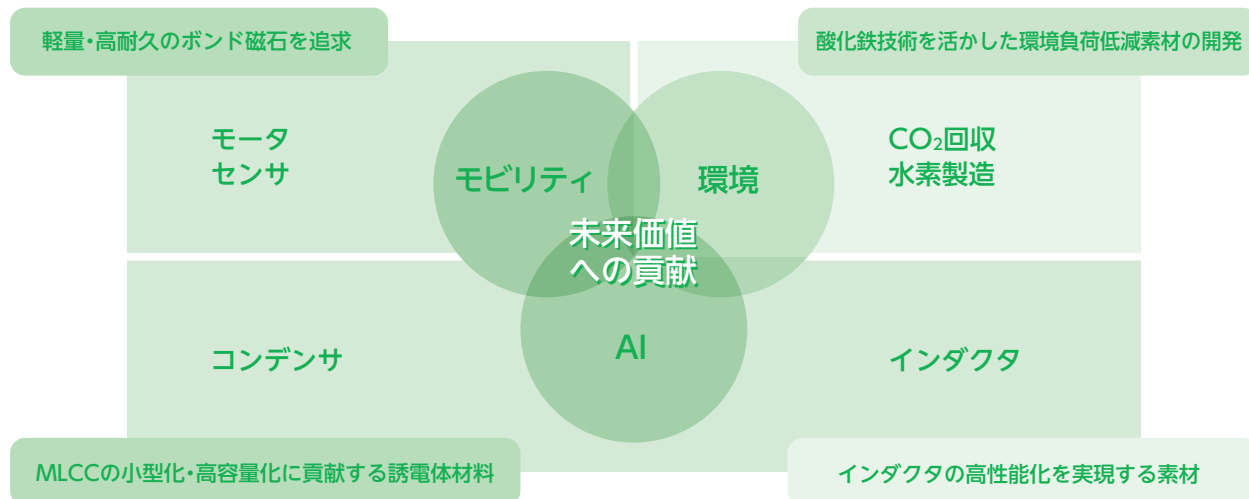 軽量・高耐久のボンド磁石を追求
酸化鉄技術を活かした環境負荷低減素材の開発
モータ
センサ
モビリティ
環境
CO₂回収
水素製造
未来価値
への貢献
コンデンサ
AI
インダクタ
MLCCの小型化・高容量化に貢献する誘電体材料
インダクタの高性能化を実現する素材